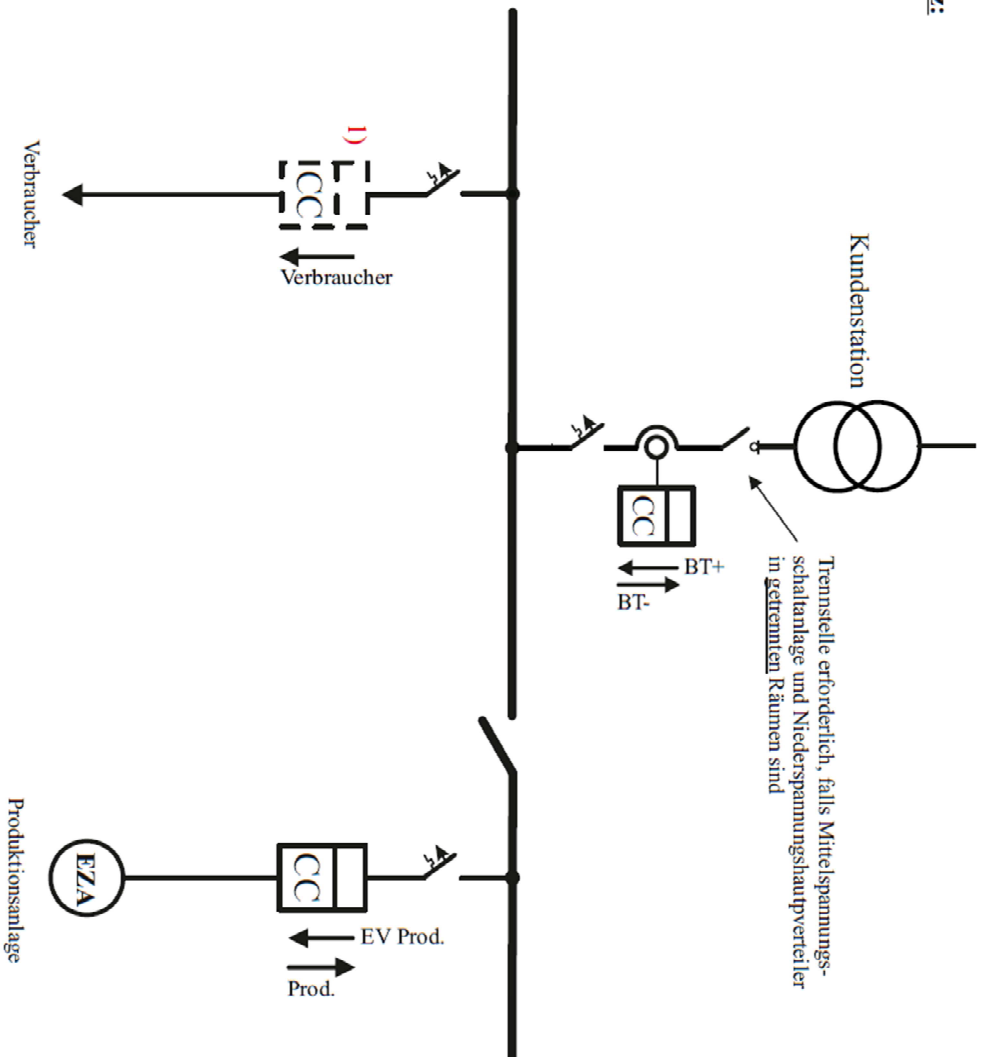 z:
Kundenstation
Trennstelle erforderlich, falls Mittelspannungs-
schaltanlage und Niederspannungshautpverteiler
in getrennten Räumen sind
CC
BT+
BT-
1)
CC
Verbraucher
Verbraucher
CC
EV Prod.
Prod.
EZA
Produktionsanlage